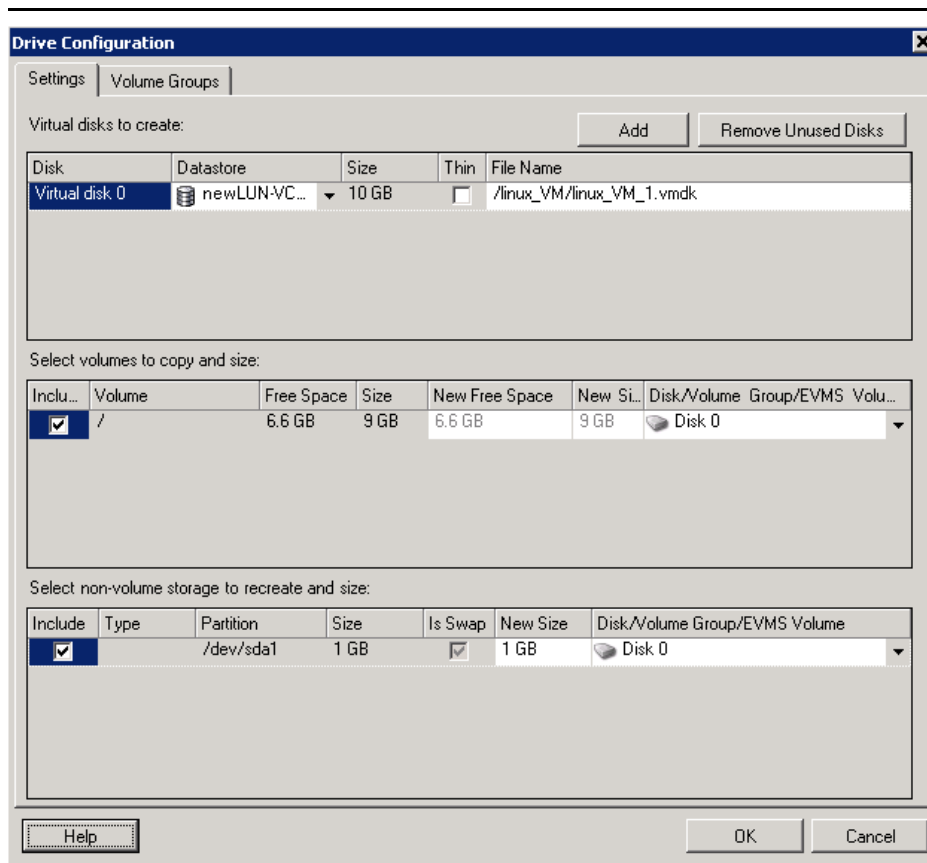 Drive Configuration
Settings Volume Groups
Virtual disks to create: Add Remove Unused Disks
Disk Datastore Size Thin File Name
Virtual disk 0 newLUN-VC... 10 GB /linux_VM/linux_VM_1.vmdk
Select volumes to copy and size:
Inclu... Volume Free Space Size New Free Space New Si... Disk/Volume Group/EVMS Volu...
/ 6.6 GB 9 GB 6.6 GB 9 GB Disk 0
Select non-volume storage to recreate and size:
Include Type Partition Size Is Swap New Size Disk/Volume Group/EVMS Volume
/dev/sda1 1 GB 1 GB Disk 0
Help OK Cancel